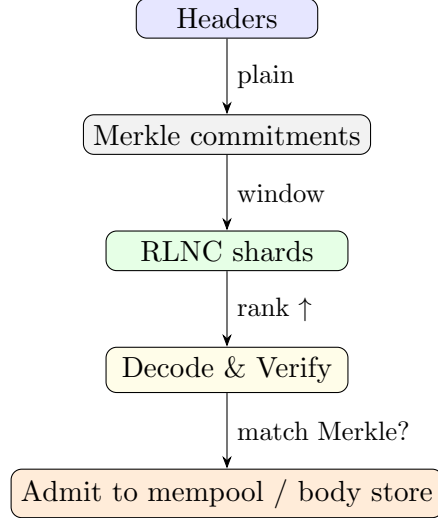 Headers
plain
Merkle commitments
window
RLNC shards
rank ↑
Decode & Verify
match Merkle?
Admit to mempool / body store